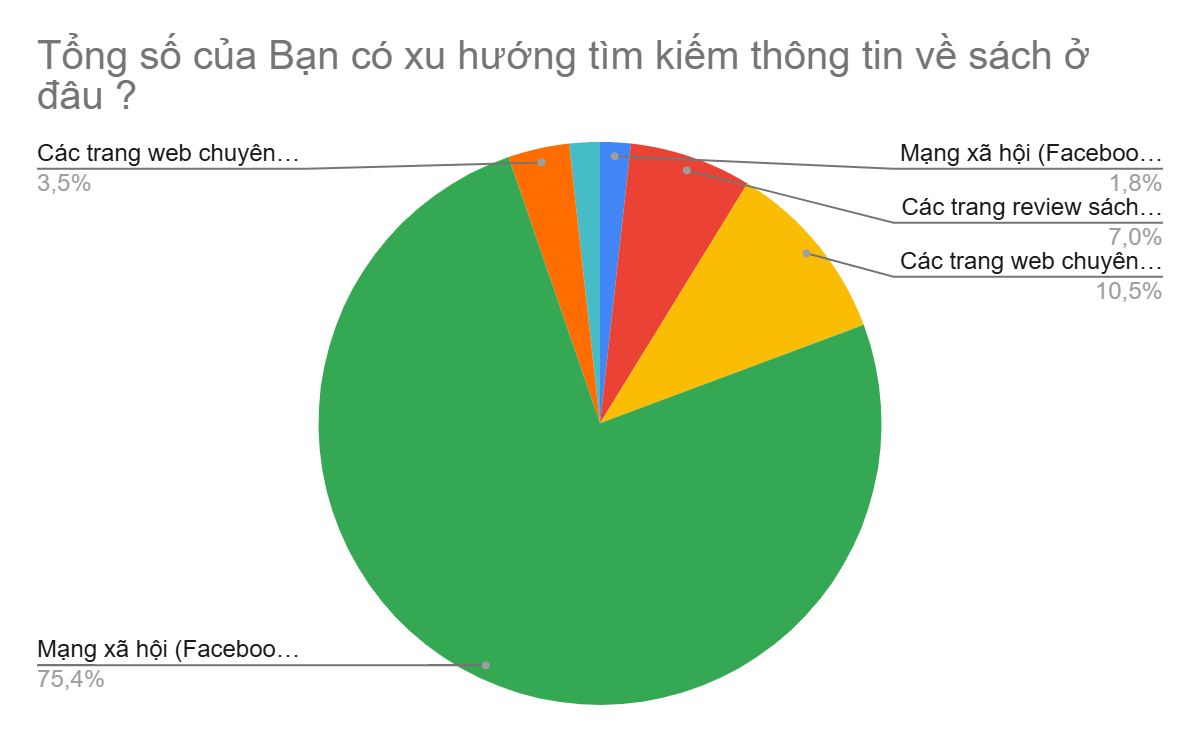 Tổng số của Bạn có xu hướng tìm kiếm thông tin về sách ở
đâu ?
Các trang web chuyên…
3,5%
Mạng xã hội (Faceboo…
1,8%
Các trang review sách…
7,0%
Các trang web chuyên…
10,5%
Mạng xã hội (Faceboo…
75,4%